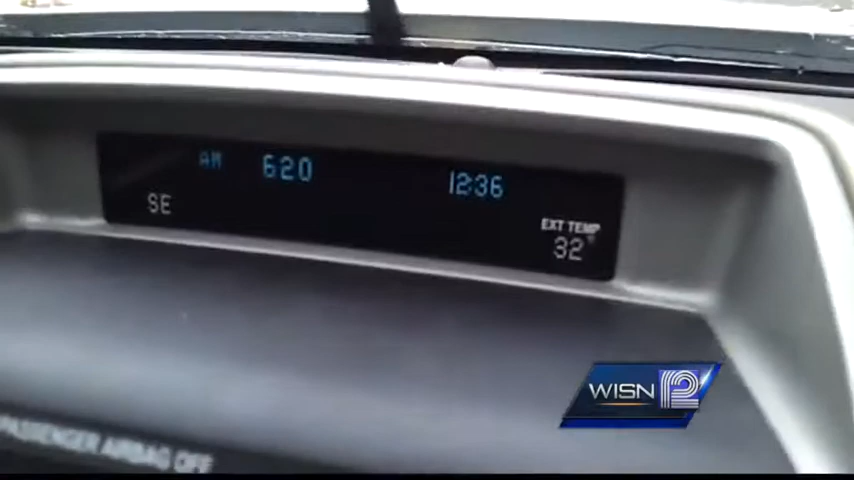 AM 620 12:36
SE EXT TEMP
32°
WISN 12
PASSENGER AIRBAG OFF